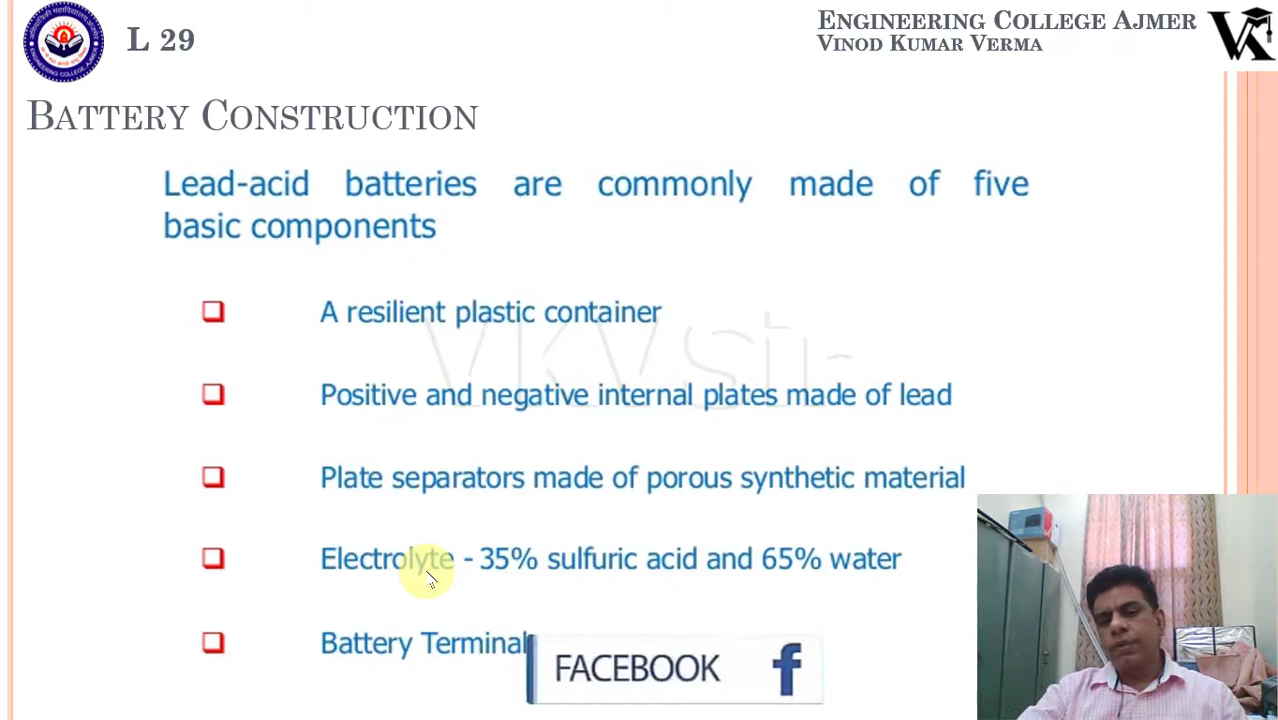 L 29
ENGINEERING COLLEGE AJMER
VINOD KUMAR VERMA
BATTERY CONSTRUCTION
Lead-acid batteries are commonly made of five
basic components
A resilient plastic container
Positive and negative internal plates made of lead
Plate separators made of porous synthetic material
Electrolyte - 35% sulfuric acid and 65% water
Battery Terminal
FACEBOOK f